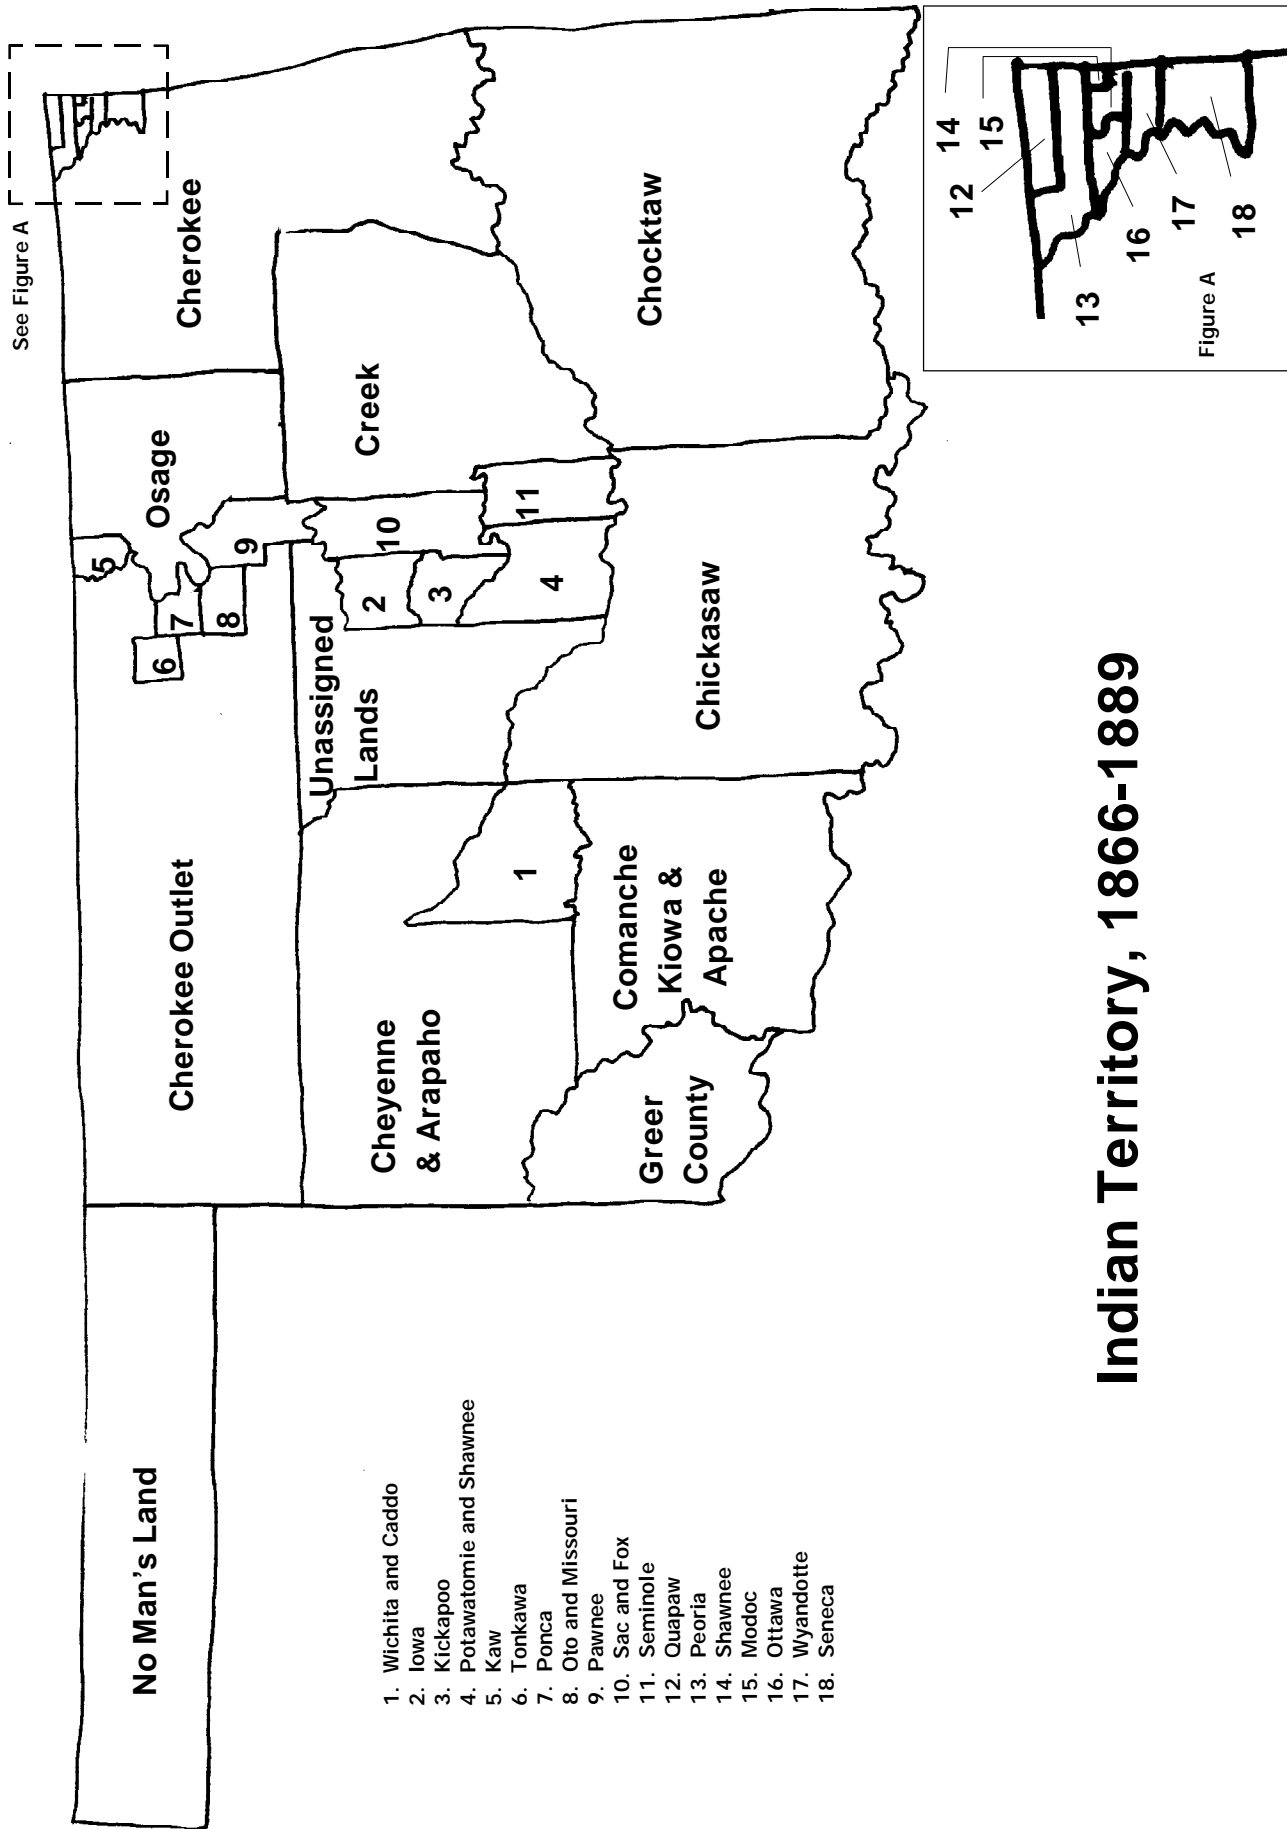 See Figure A
No Man's Land
Cherokee Outlet
5
6
7
8
9
Osage
Cherokee
Unassigned
Lands
2
3
10
Creek
Cheyenne
& Arapaho
1
4
11
Greer
County
Comanche
Kiowa &
Apache
Chickasaw
Chocktaw
1. Wichita and Caddo
2. Iowa
3. Kickapoo
4. Potawatomie and Shawnee
5. Kaw
6. Tonkawa
7. Ponca
8. Oto and Missouri
9. Pawnee
10. Sac and Fox
11. Seminole
12. Quapaw
13. Peoria
14. Shawnee
15. Modoc
16. Ottawa
17. Wyandotte
18. Seneca
Indian Territory, 1866-1889
14
15
12
13
16
17
18
Figure A